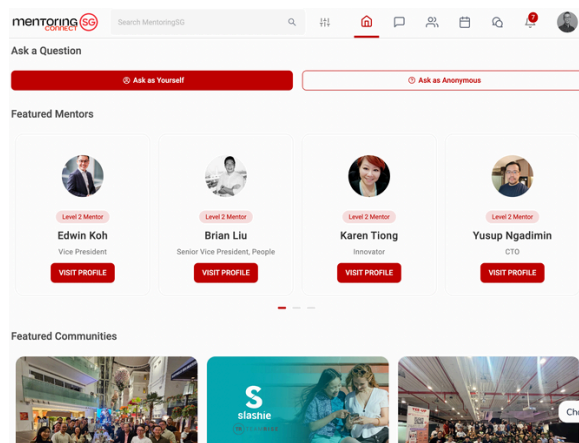 mentoring SG
CONNECT
Search MentoringSG
7
Ask a Question
Ask as Yourself
Ask as Anonymous
Featured Mentors
Level 2 Mentor
Edwin Koh
Vice President
VISIT PROFILE
Level 2 Mentor
Brian Liu
Senior Vice President, People
VISIT PROFILE
Level 2 Mentor
Karen Tiong
Innovator
VISIT PROFILE
Level 2 Mentor
Yusup Ngadimin
CTO
VISIT PROFILE
Featured Communities
S
slashie